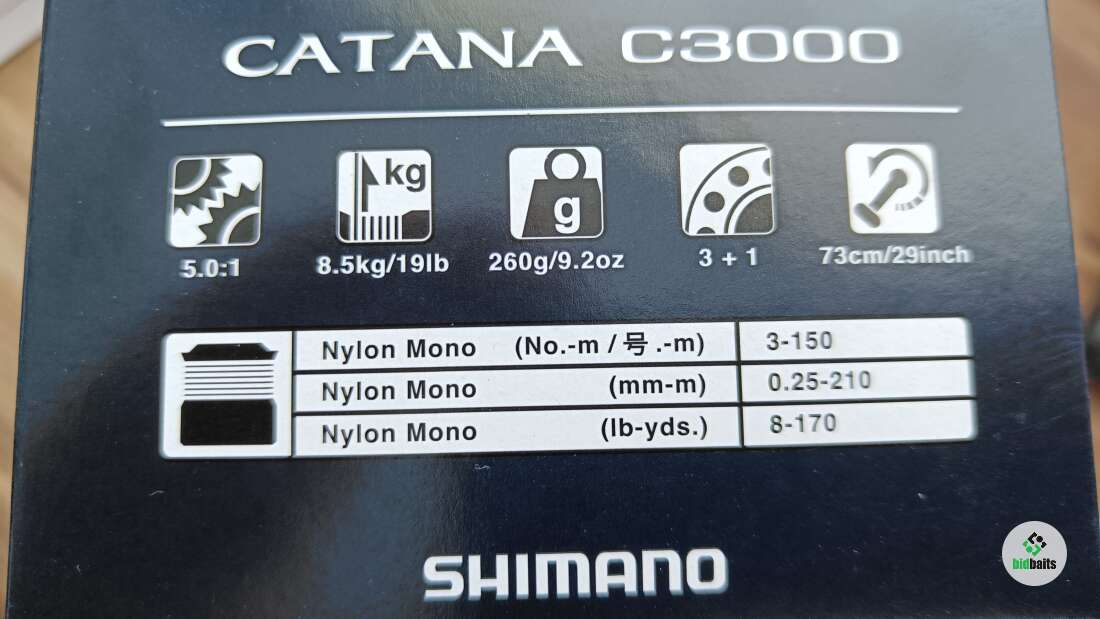 CATANA C3000
kg
g
5.0:1 8.5kg/19lb 260g/9.2oz 3 + 1 73cm/29inch
Nylon Mono (No.-m / 号 .-m) 3-150
Nylon Mono (mm-m) 0.25-210
Nylon Mono (lb-yds.) 8-170
SHIMANO
bidbaits